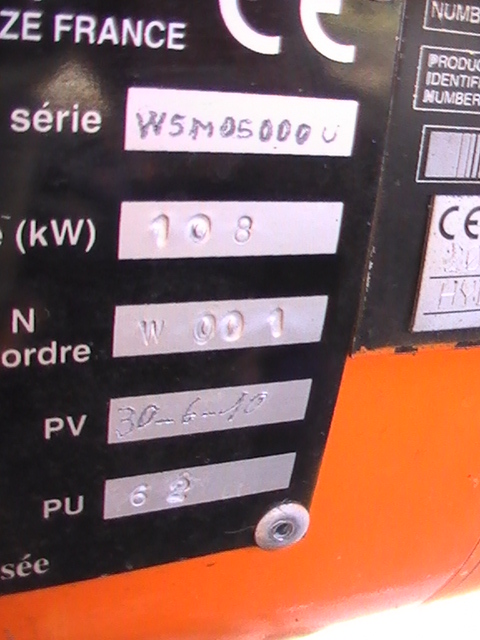 ZE FRANCE CE
série W5M05000U
(kW) 108
N
ordre W 001
PV 30-6-10
PU 62
sée
NUMB
PRODUC
IDENTIF
NUMBER
CE